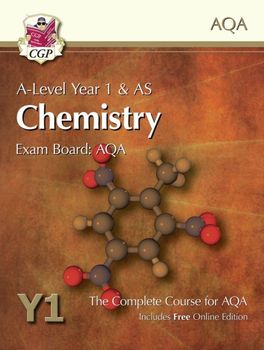 AQA
CGP
A-Level Year 1 & AS
Chemistry
Exam Board: AQA
Y1
The Complete Course for AQA
Includes Free Online Edition